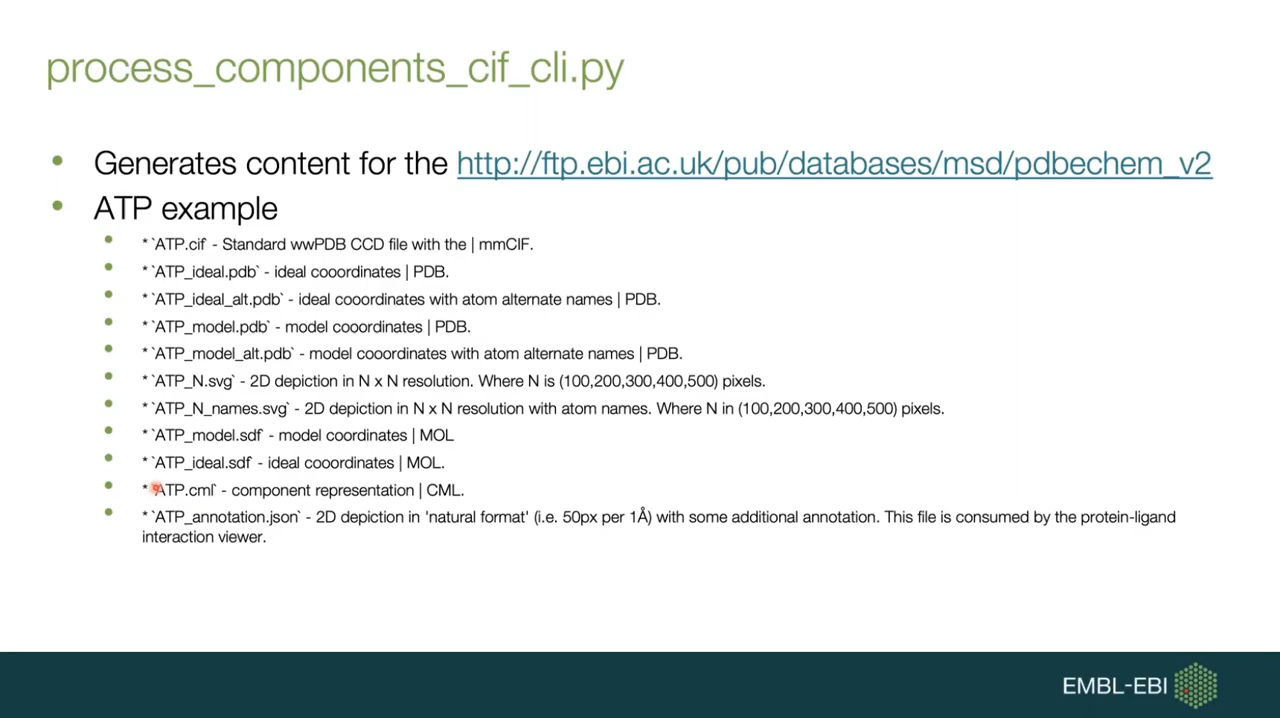 process_components_cif_cli.py
• Generates content for the http://ftp.ebi.ac.uk/pub/databases/msd/pdbechem_v2
• ATP example
• * `ATP.cif` - Standard wwPDB CCD file with the | mmCIF.
• * `ATP_ideal.pdb` - ideal cooordinates | PDB.
• * `ATP_ideal_alt.pdb` - ideal cooordinates with atom alternate names | PDB.
• * `ATP_model.pdb` - model cooordinates | PDB.
• * `ATP_model_alt.pdb` - model cooordinates with atom alternate names | PDB.
• * `ATP_N.svg` - 2D depiction in N x N resolution. Where N is (100,200,300,400,500) pixels.
• * `ATP_N_names.svg` - 2D depiction in N x N resolution with atom names. Where N in (100,200,300,400,500) pixels.
• * `ATP_model.sdf` - model coordinates | MOL
• * `ATP_ideal.sdf` - ideal cooordinates | MOL.
• * `ATP.cml` - component representation | CML.
• * `ATP_annotation.json` - 2D depiction in 'natural format' (i.e. 50px per 1Å) with some additional annotation. This file is consumed by the protein-ligand
interaction viewer.
EMBL-EBI